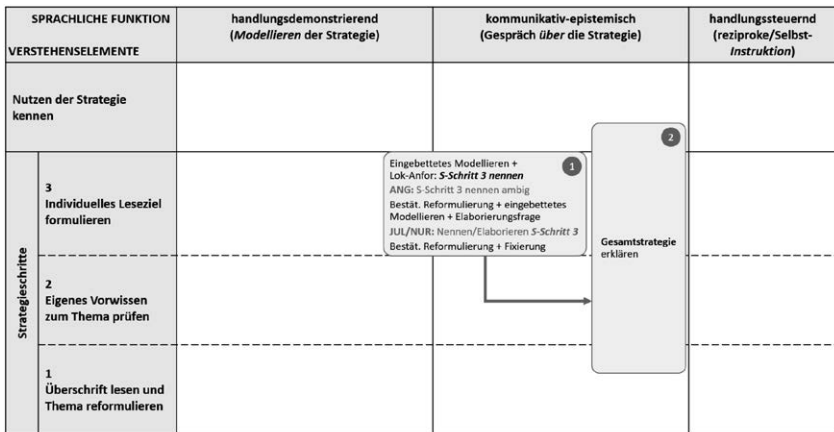 SPRACHLICHE FUNKTION
VERSTEHENSELEMENTE
handlungsdemonstrierend
(Modellieren der Strategie)
kommunikativ-epistemisch
(Gespräch über die Strategie)
handlungssteuernd
(reziproke/Selbst-
Instruktion)
Nutzen der Strategie
kennen
Strategieschritte
3
Individuelles Leseziel
formulieren
2
Eigenes Vorwissen
zum Thema prüfen
1
Überschrift lesen und
Thema reformulieren
1
Eingebettetes Modellieren +
Lok-Anfor: S-Schritt 3 nennen
ANG: S-Schritt 3 nennen ambig
Bestät. Reformulierung + eingebettetes
Modellieren + Elaborierungsfrage
JUL/NUR: Nennen/Elaborieren S-Schritt 3
Bestät. Reformulierung + Fixierung
2
Gesamtstrategie
erklären